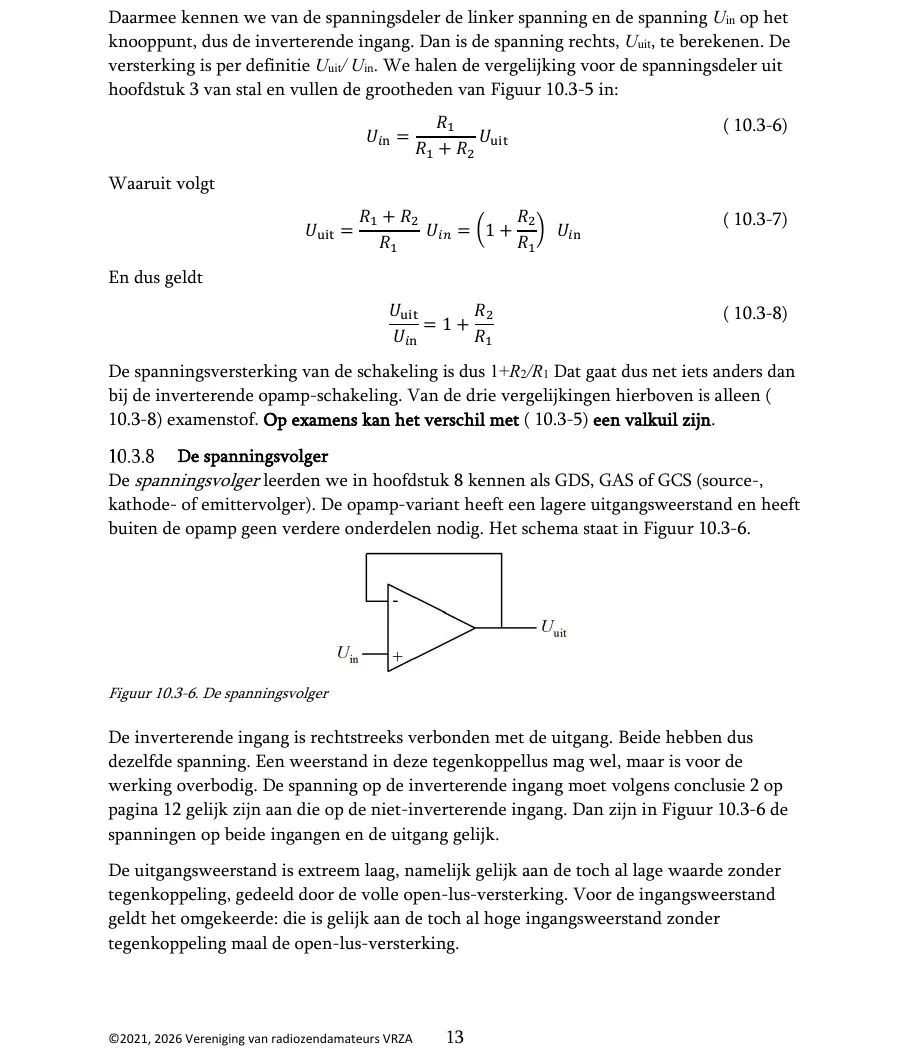 Daarmee kennen we van de spanningsdeler de linker spanning en de spanning Uin op het
knooppunt, dus de inverterende ingang. Dan is de spanning rechts, Uuit, te berekenen. De
versterking is per definitie Uuit/ Uin. We halen de vergelijking voor de spanningsdeler uit
hoofdstuk 3 van stal en vullen de grootheden van Figuur 10.3-5 in:
Uin = R1 / (R1 + R2) Uuit ( 10.3-6)
Waaruit volgt
Uuit = (R1 + R2) / R1 Uin = (1 + R2/R1) Uin ( 10.3-7)
En dus geldt
Uuit / Uin = 1 + R2 / R1 ( 10.3-8)
De spanningsversterking van de schakeling is dus 1+R2/R1 Dat gaat dus net iets anders dan
bij de inverterende opamp-schakeling. Van de drie vergelijkingen hierboven is alleen (
10.3-8) examenstof. Op examens kan het verschil met ( 10.3-5) een valkuil zijn.
10.3.8 De spanningsvolger
De spanningsvolger leerden we in hoofdstuk 8 kennen als GDS, GAS of GCS (source-,
kathode- of emittervolger). De opamp-variant heeft een lagere uitgangsweerstand en heeft
buiten de opamp geen verdere onderdelen nodig. Het schema staat in Figuur 10.3-6.
-
Uuit
Uin
+
Figuur 10.3-6. De spanningsvolger
De inverterende ingang is rechtstreeks verbonden met de uitgang. Beide hebben dus
dezelfde spanning. Een weerstand in deze tegenkoppellus mag wel, maar is voor de
werking overbodig. De spanning op de inverterende ingang moet volgens conclusie 2 op
pagina 12 gelijk zijn aan die op de niet-inverterende ingang. Dan zijn in Figuur 10.3-6 de
spanningen op beide ingangen en de uitgang gelijk.
De uitgangsweerstand is extreem laag, namelijk gelijk aan de toch al lage waarde zonder
tegenkoppeling, gedeeld door de volle open-lus-versterking. Voor de ingangsweerstand
geldt het omgekeerde: die is gelijk aan de toch al hoge ingangsweerstand zonder
tegenkoppeling maal de open-lus-versterking.
©2021, 2026 Vereniging van radiozendamateurs VRZA 13